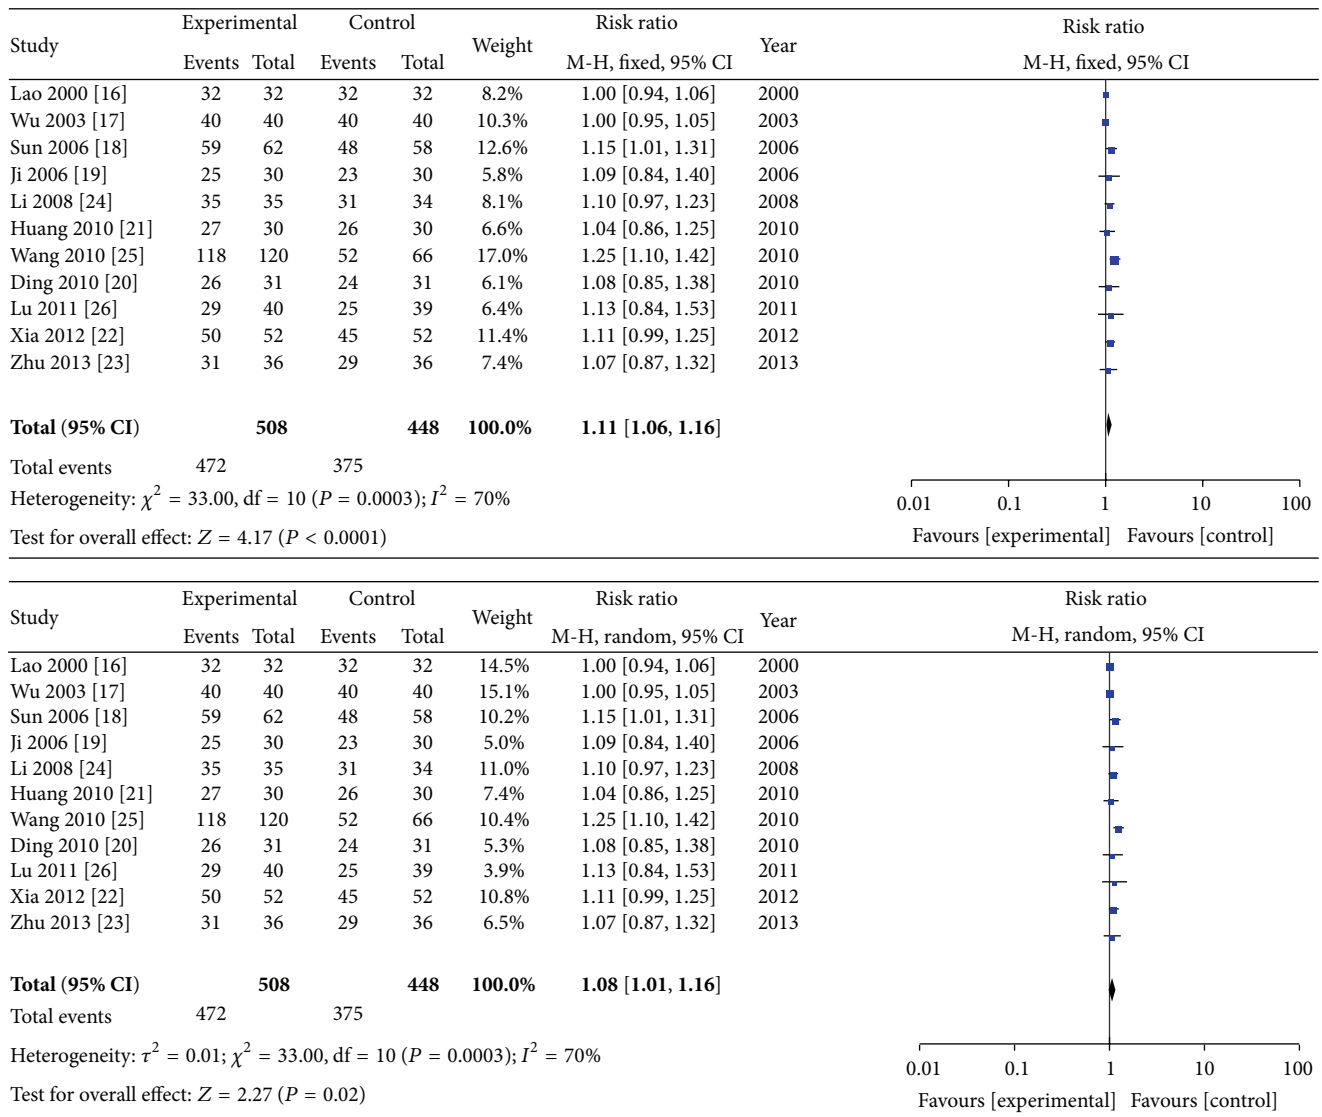 Study Experimental Control Weight Risk ratio Year Risk ratio
Events Total Events Total M-H, fixed, 95% CI M-H, fixed, 95% CI
Lao 2000 [16] 32 32 32 32 8.2% 1.00 [0.94, 1.06] 2000
Wu 2003 [17] 40 40 40 40 10.3% 1.00 [0.95, 1.05] 2003
Sun 2006 [18] 59 62 48 58 12.6% 1.15 [1.01, 1.31] 2006
Ji 2006 [19] 25 30 23 30 5.8% 1.09 [0.84, 1.40] 2006
Li 2008 [24] 35 35 31 34 8.1% 1.10 [0.97, 1.23] 2008
Huang 2010 [21] 27 30 26 30 6.6% 1.04 [0.86, 1.25] 2010
Wang 2010 [25] 118 120 52 66 17.0% 1.25 [1.10, 1.42] 2010
Ding 2010 [20] 26 31 24 31 6.1% 1.08 [0.85, 1.38] 2010
Lu 2011 [26] 29 40 25 39 6.4% 1.13 [0.84, 1.53] 2011
Xia 2012 [22] 50 52 45 52 11.4% 1.11 [0.99, 1.25] 2012
Zhu 2013 [23] 31 36 29 36 7.4% 1.07 [0.87, 1.32] 2013
Total (95% CI) 508 448 100.0% 1.11 [1.06, 1.16]
Total events 472 375
Heterogeneity: χ² = 33.00, df = 10 (P = 0.0003); I² = 70%
0.01 0.1 1 10 100
Test for overall effect: Z = 4.17 (P < 0.0001)
Favours [experimental] Favours [control]
Study Experimental Control Weight Risk ratio Year Risk ratio
Events Total Events Total M-H, random, 95% CI M-H, random, 95% CI
Lao 2000 [16] 32 32 32 32 14.5% 1.00 [0.94, 1.06] 2000
Wu 2003 [17] 40 40 40 40 15.1% 1.00 [0.95, 1.05] 2003
Sun 2006 [18] 59 62 48 58 10.2% 1.15 [1.01, 1.31] 2006
Ji 2006 [19] 25 30 23 30 5.0% 1.09 [0.84, 1.40] 2006
Li 2008 [24] 35 35 31 34 11.0% 1.10 [0.97, 1.23] 2008
Huang 2010 [21] 27 30 26 30 7.4% 1.04 [0.86, 1.25] 2010
Wang 2010 [25] 118 120 52 66 10.4% 1.25 [1.10, 1.42] 2010
Ding 2010 [20] 26 31 24 31 5.3% 1.08 [0.85, 1.38] 2010
Lu 2011 [26] 29 40 25 39 3.9% 1.13 [0.84, 1.53] 2011
Xia 2012 [22] 50 52 45 52 10.8% 1.11 [0.99, 1.25] 2012
Zhu 2013 [23] 31 36 29 36 6.5% 1.07 [0.87, 1.32] 2013
Total (95% CI) 508 448 100.0% 1.08 [1.01, 1.16]
Total events 472 375
Heterogeneity: τ² = 0.01; χ² = 33.00, df = 10 (P = 0.0003); I² = 70%
0.01 0.1 1 10 100
Test for overall effect: Z = 2.27 (P = 0.02)
Favours [experimental] Favours [control]